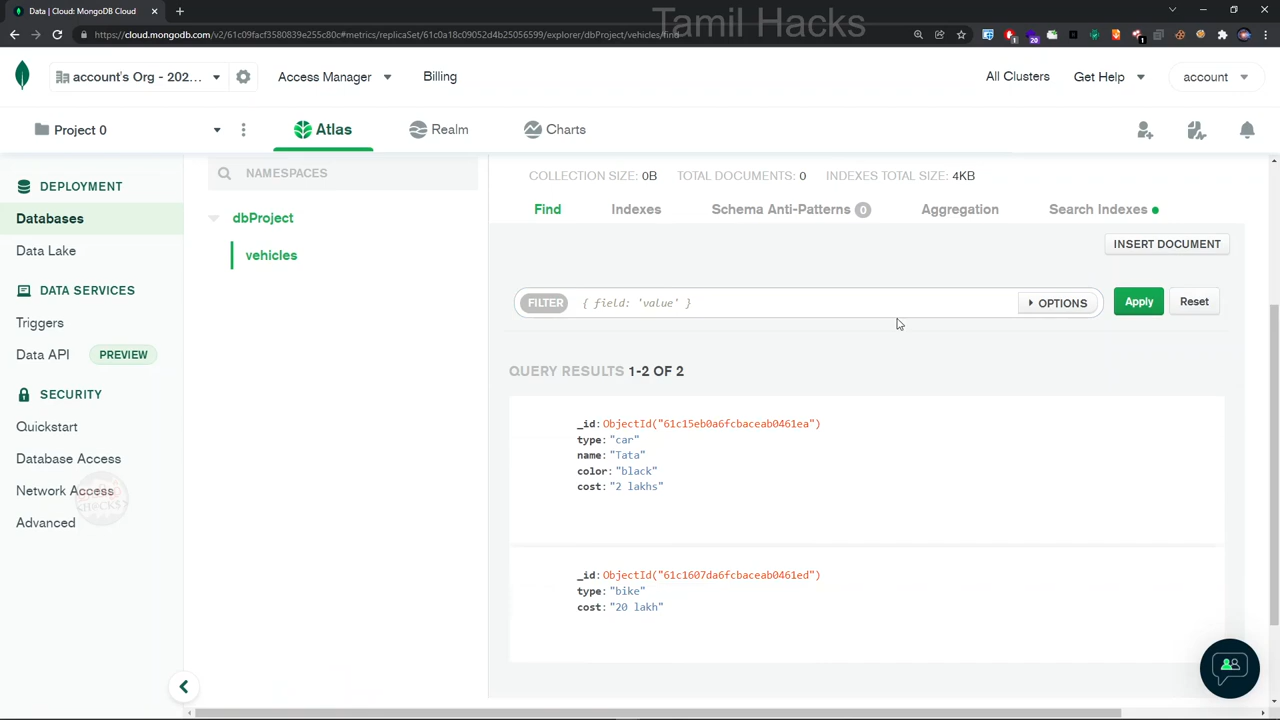 Data | Cloud: MongoDB Cloud
Tamil Hacks
https://cloud.mongodb.com/v2/61c09facf3580839e255c80c#metrics/replicaSet/61c0a18c09052d4b25056599/explorer/dbProject/vehicles/find
account's Org - 202...
Access Manager
Billing
All Clusters
Get Help
account
Project 0
Atlas
Realm
Charts
DEPLOYMENT
Databases
Data Lake
DATA SERVICES
Triggers
Data API
PREVIEW
SECURITY
Quickstart
Database Access
Network Access
Advanced
NAMESPACES
dbProject
vehicles
COLLECTION SIZE: 0B TOTAL DOCUMENTS: 0 INDEXES TOTAL SIZE: 4KB
Find Indexes Schema Anti-Patterns 0 Aggregation Search Indexes
INSERT DOCUMENT
FILTER { field: 'value' } OPTIONS Apply Reset
QUERY RESULTS 1-2 OF 2
_id: ObjectId("61c15eb0a6fcbaceab0461ea")
type: "car"
name: "Tata"
color: "black"
cost: "2 lakhs"
_id: ObjectId("61c1607da6fcbaceab0461ed")
type: "bike"
cost: "20 lakh"